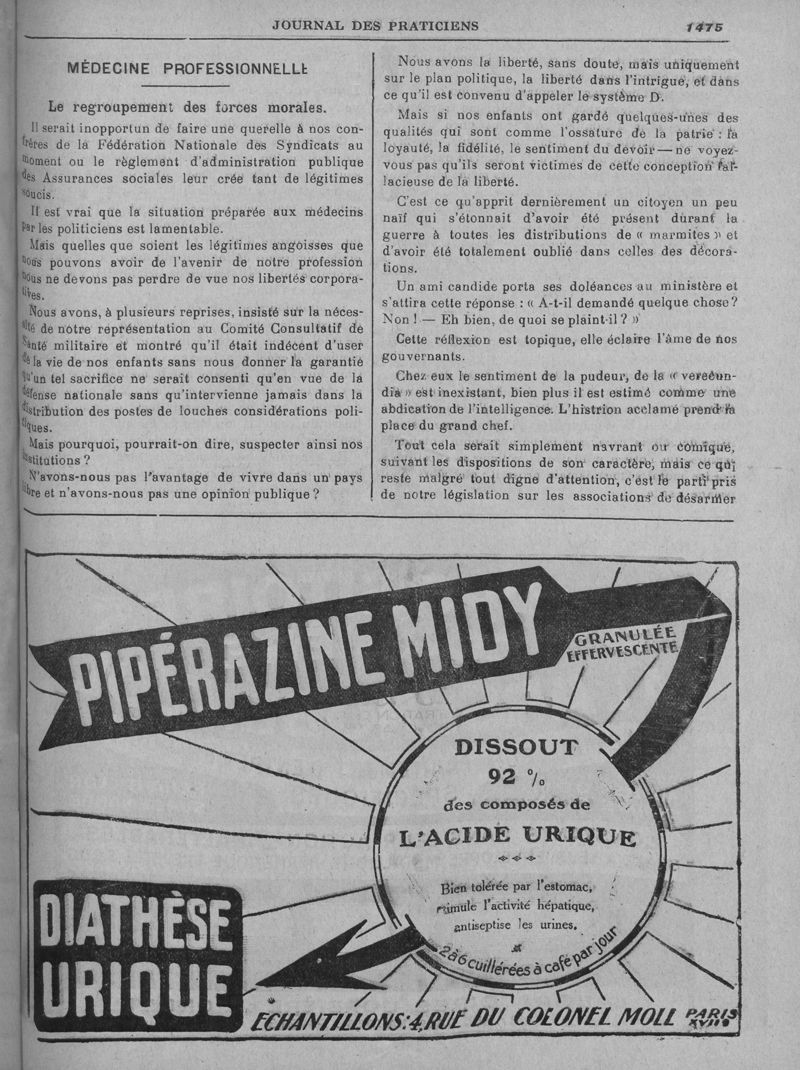 JOURNAL DES PRATICIENS 1475
MÉDECINE PROFESSIONNELLE
Le regroupement des forces morales.
Il serait inopportun de faire une querelle à nos con-
frères de la Fédération Nationale des Syndicats au
moment ou le règlement d'administration publique
des Assurances sociales leur crée tant de légitimes
soucis.
Il est vrai que la situation préparée aux médecins
par les politiciens est lamentable.
Mais quelles que soient les légitimes angoisses que
nous pouvons avoir de l'avenir de notre profession
nous ne devons pas perdre de vue nos libertés corpora-
tives.
Nous avons, à plusieurs reprises, insisté sur la néces-
sité de notre représentation au Comité Consultatif de
Santé militaire et montré qu'il était indécent d'user
de la vie de nos enfants sans nous donner la garantie
qu'un tel sacrifice ne serait consenti qu'en vue de la
défense nationale sans qu'intervienne jamais dans la
distribution des postes de louches considérations poli-
tiques.
Mais pourquoi, pourrait-on dire, suspecter ainsi nos
institutions ?
N'avons-nous pas l'avantage de vivre dans un pays
libre et n'avons-nous pas une opinion publique ?
Nous avons la liberté, sans doute, mais uniquement
sur le plan politique, la liberté dans l'intrigue, et dans
ce qu'il est convenu d'appeler le système D.
Mais si nos enfants ont gardé quelques-unes des
qualités qui sont comme l'ossature de la patrie : la
loyauté, la fidélité, le sentiment du devoir — ne voyez-
vous pas qu'ils seront victimes de cette conception fal-
lacieuse de la liberté.
C'est ce qu'apprit dernièrement un citoyen un peu
naïf qui s'étonnait d'avoir été présent durant la
guerre à toutes les distributions de « marmites » et
d'avoir été totalement oublié dans celles des décora-
tions.
Un ami candide porta ses doléances au ministère et
s'attira cette réponse : « A-t-il demandé quelque chose ?
Non ! — Eh bien, de quoi se plaint-il ? »
Cette réflexion est topique, elle éclaire l'âme de nos
gouvernants.
Chez eux le sentiment de la pudeur, de la « verecun-
dia » est inexistant, bien plus il est estimé comme une
abdication de l'intelligence. L'histrion acclamé prend la
place du grand chef.
Tout cela serait simplement navrant ou comique,
suivant les dispositions de son caractère, mais ce qui
reste malgré tout digne d'attention, c'est le parti pris
de notre législation sur les associations de désarmer
PIPÉRAZINE MIDY
GRANULÉE
EFFERVESCENTE
DISSOUT
92 %
des composés de
L'ACIDE URIQUE
Bien tolérée par l'estomac,
stimule l'activité hépatique,
antiseptise les urines.
2 à 6 cuillérées à café par jour
DIATHÈSE
URIQUE
ECHANTILLONS: 4, RUE DU COLONEL MOLL PARIS XVIIe